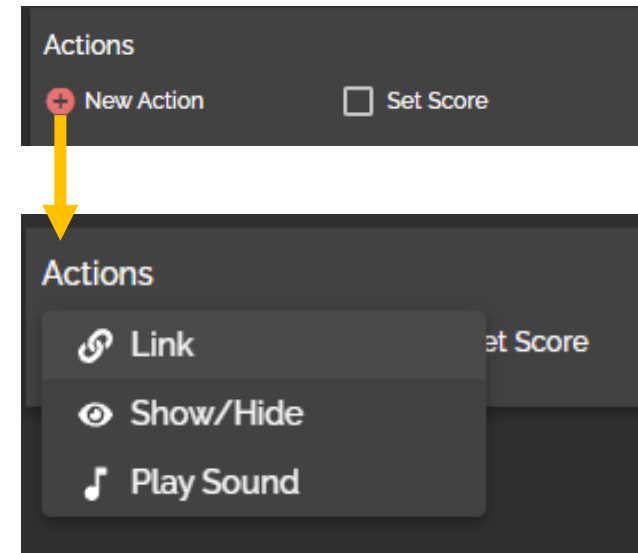 Actions
New Action Set Score
Actions
Link et Score
Show/Hide
Play Sound